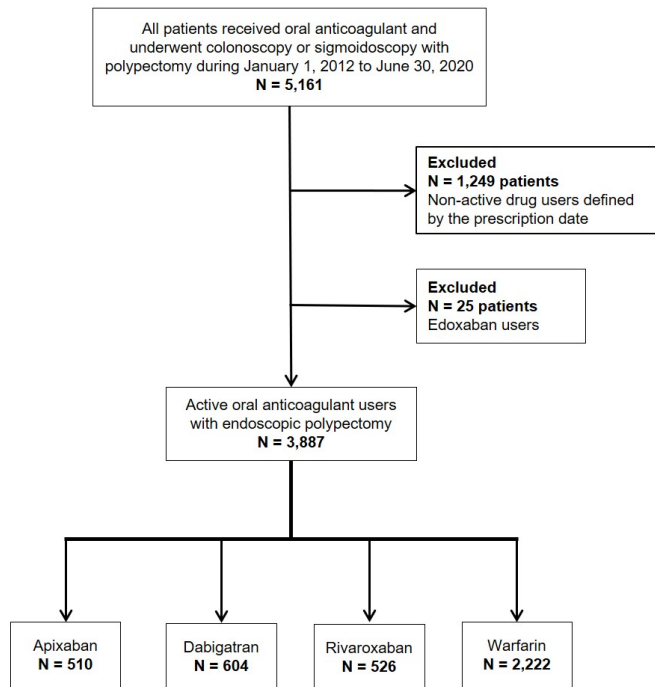 All patients received oral anticoagulant and
underwent colonoscopy or sigmoidoscopy with
polypectomy during January 1, 2012 to June 30, 2020
N = 5,161
Excluded
N = 1,249 patients
Non-active drug users defined
by the prescription date
Excluded
N = 25 patients
Edoxaban users
Active oral anticoagulant users
with endoscopic polypectomy
N = 3,887
Apixaban
N = 510
Dabigatran
N = 604
Rivaroxaban
N = 526
Warfarin
N = 2,222